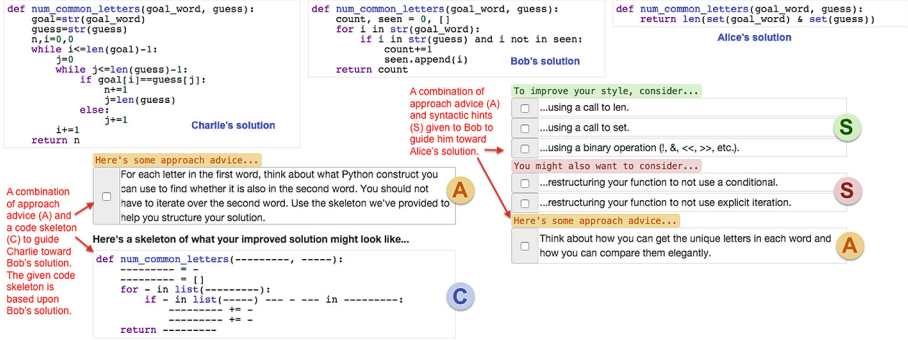 def num_common_letters(goal_word, guess):
goal=str(goal_word)
guess=str(guess)
n,i=0,0
while i<=len(goal)-1:
j=0
while j<=len(guess)-1:
if goal[i]==guess[j]:
n+=1
j=len(guess)
else:
j+=1
i+=1
return n
Charlie's solution
def num_common_letters(goal_word, guess):
count, seen = 0, []
for i in str(goal_word):
if i in str(guess) and i not in seen:
count+=1
seen.append(i)
return count
Bob's solution
def num_common_letters(goal_word, guess):
return len(set(goal_word) & set(guess))
Alice's solution
A combination
of approach
advice (A) and
a code skeleton
(C) to guide
Charlie toward
Bob's solution.
The given code
skeleton is
based upon
Bob's solution.
Here's some approach advice...
For each letter in the first word, think about what Python construct you
can use to find whether it is also in the second word. You should not
have to iterate over the second word. Use the skeleton we've provided to
help you structure your solution.
A
Here's a skeleton of what your improved solution might look like...
def num_common_letters(---------, -----):
--------- = -
--------- = []
for - in list(---------):
if - in list(-----) --- - --- in ---------:
--------- += -
--------- += -
return ---------
C
A combination of
approach advice (A)
and syntactic hints
(S) given to Bob to
guide him toward
Alice's solution.
To improve your style, consider...
...using a call to len.
...using a call to set.
...using a binary operation (!, &, <<, >>, etc.).
S
You might also want to consider...
...restructuring your function to not use a conditional.
...restructuring your function to not use explicit iteration.
S
Here's some approach advice...
Think about how you can get the unique letters in each word and
how you can compare them elegantly.
A